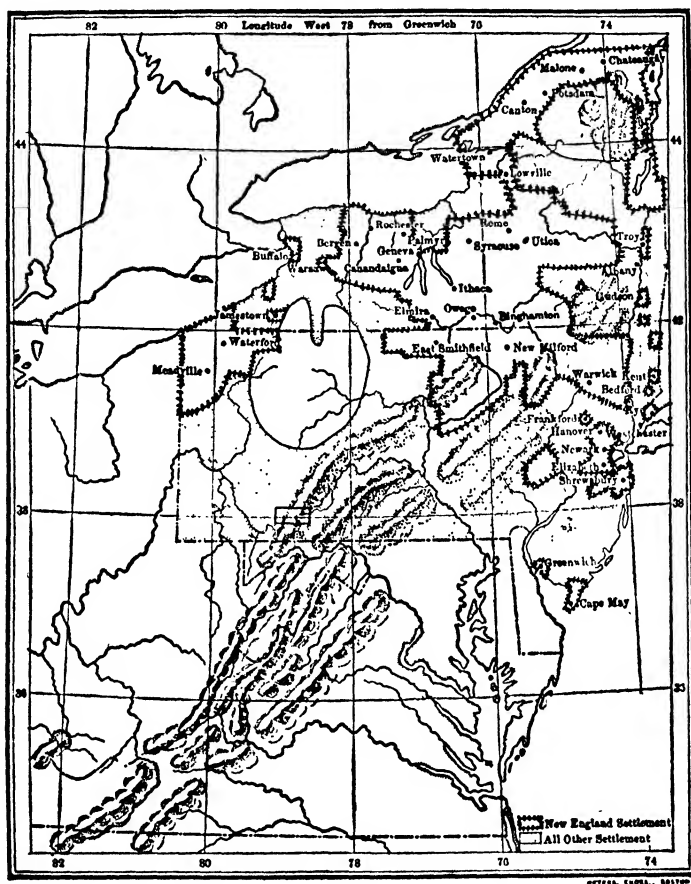 82 80 Longitude West 78 from Greenwich 76 74
Chateaugay
Malone
Potsdam
Canton
44
Watertown
Lowville
Rochester
Rome
Bergen
Palmyra
Troy
Geneva
Syracuse
Utica
Buffalo
Warsaw
Canandaigua
Albany
Ithaca
Hudson
Jamestown
Elmira
Owego
Binghamton
Waterford
East Smithfield
New Milford
Meadville
Warwick
Kent
Bedford
Rye
Frankford
Hanover
Newark
Elizabeth
Shrewsbury
38
38
Greenwich
Cape May
36
New England Settlement
All Other Settlement
82 80 78 76 74